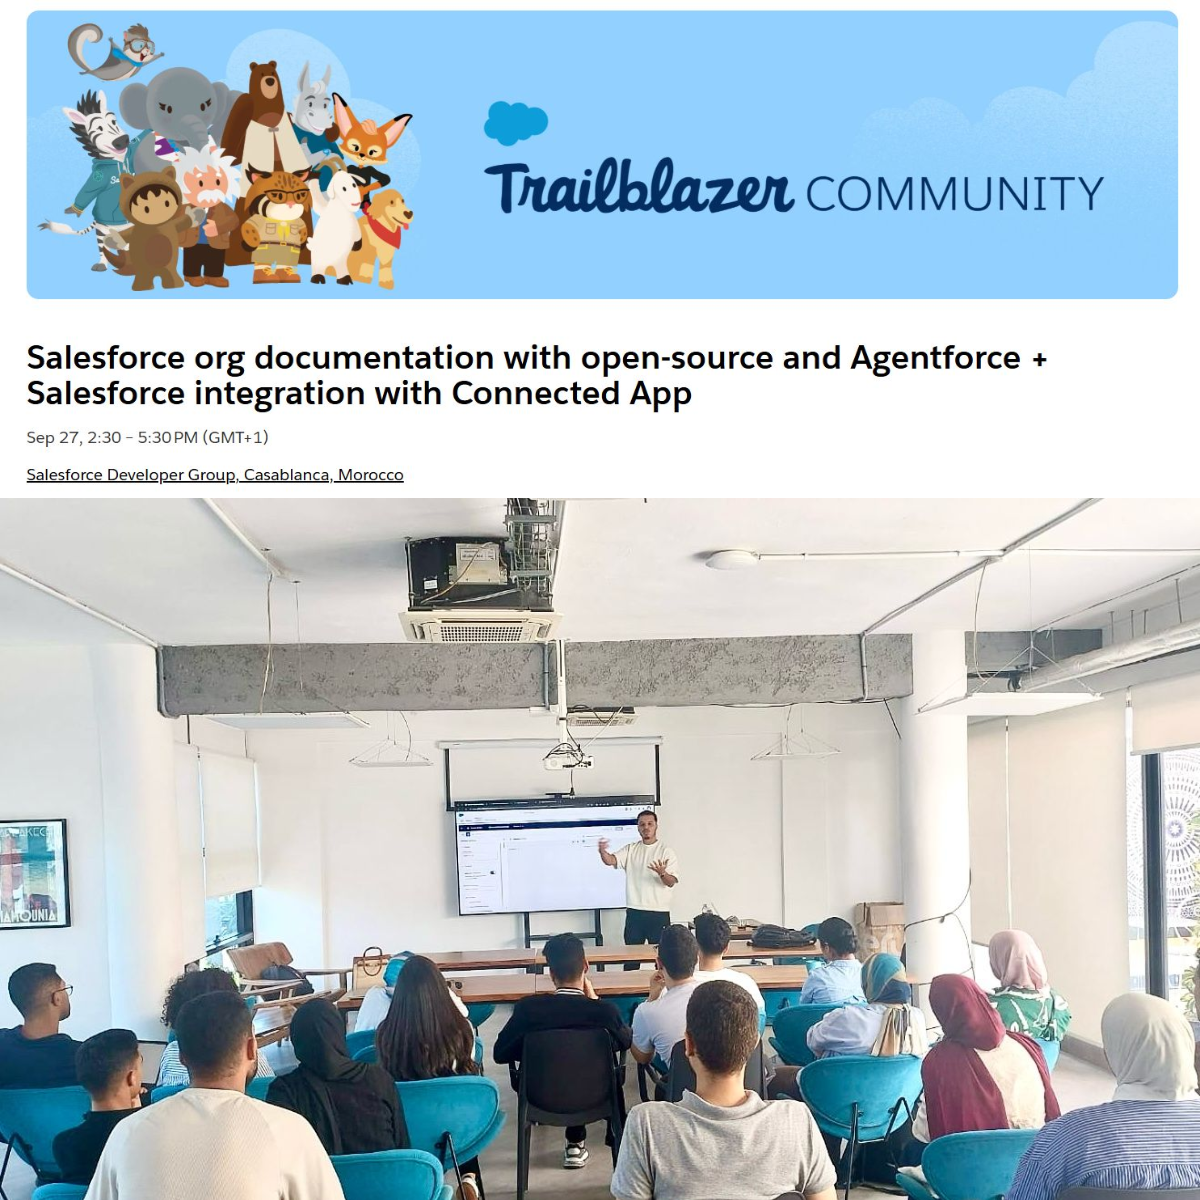 Trailblazer COMMUNITY
Salesforce org documentation with open-source and Agentforce +
Salesforce integration with Connected App
Sep 27, 2:30 – 5:30 PM (GMT+1)
Salesforce Developer Group, Casablanca, Morocco